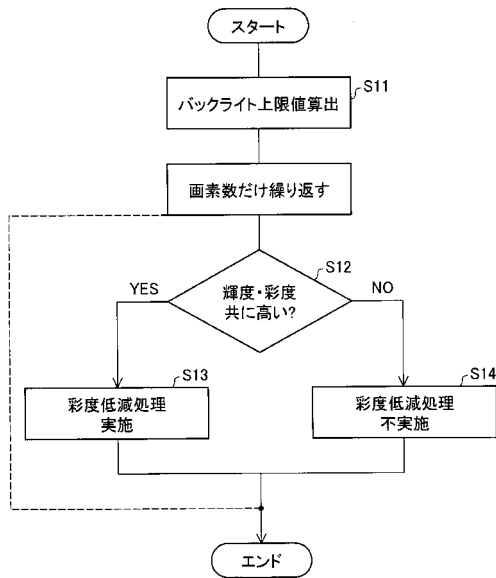 スタート
S11
バックライト上限値算出
画素数だけ繰り返す
S12
YES
輝度・彩度
共に高い?
NO
S13
彩度低減処理
実施
S14
彩度低減処理
不実施
エンド